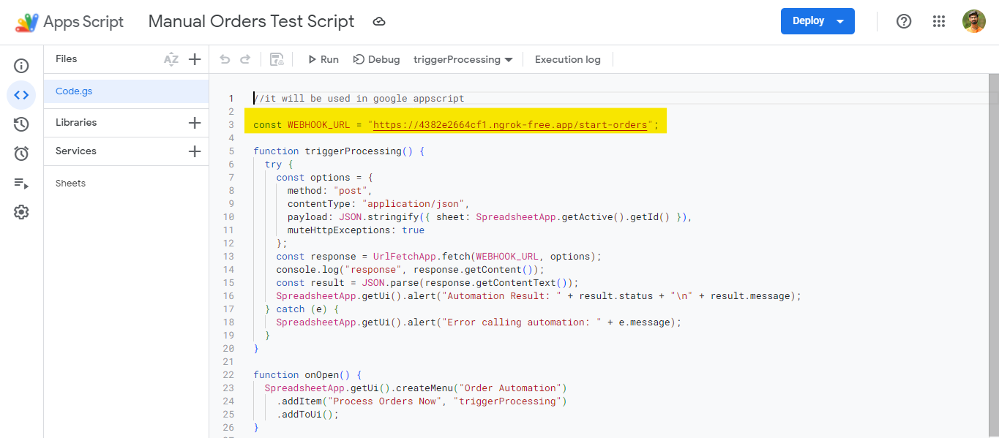 Apps Script
Manual Orders Test Script
Deploy
Files
AZ
Run
Debug
triggerProcessing
Execution log
Code.gs
Libraries
Services
Sheets
1 //it will be used in google appscript
2
3 const WEBHOOK_URL = "https://4382e2664cf1.ngrok-free.app/start-orders";
4
5 function triggerProcessing() {
6 try {
7 const options = {
8 method: "post",
9 contentType: "application/json",
10 payload: JSON.stringify({ sheet: SpreadsheetApp.getActive().getId() }),
11 muteHttpExceptions: true
12 };
13 const response = UrlFetchApp.fetch(WEBHOOK_URL, options);
14 console.log("response", response.getContent());
15 const result = JSON.parse(response.getContentText());
16 SpreadsheetApp.getUi().alert("Automation Result: " + result.status + "\n" + result.message);
17 } catch (e) {
18 SpreadsheetApp.getUi().alert("Error calling automation: " + e.message);
19 }
20 }
21
22 function onOpen() {
23 SpreadsheetApp.getUi().createMenu("Order Automation")
24 .addItem("Process Orders Now", "triggerProcessing")
25 .addToUi();
26 }